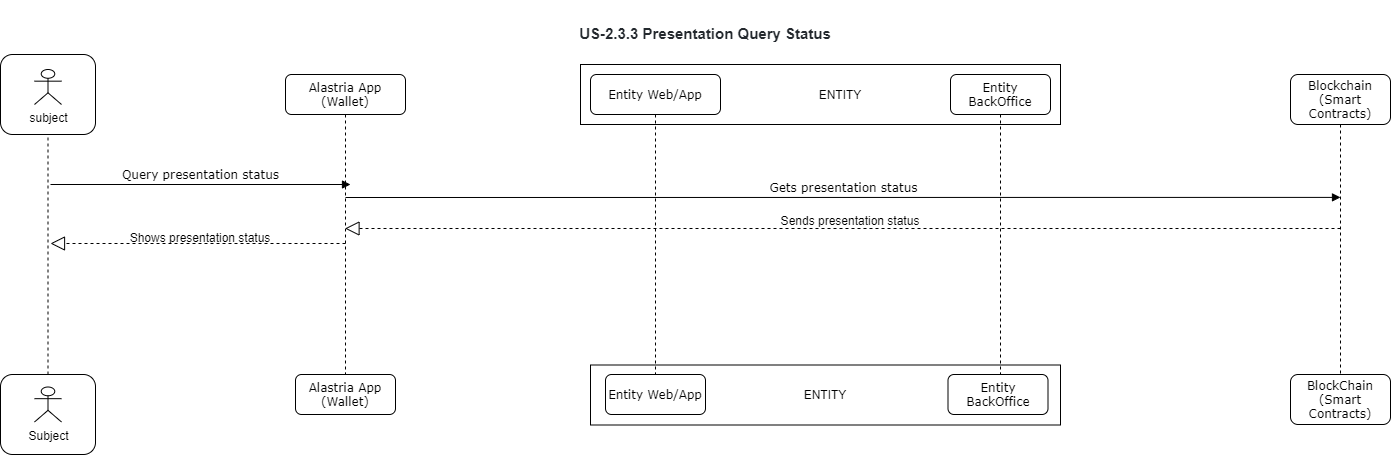 US-2.3.3 Presentation Query Status
subject
Alastria App
(Wallet)
Entity Web/App
ENTITY
Entity
BackOffice
Blockchain
(Smart
Contracts)
Query presentation status
Gets presentation status
Sends presentation status
Shows presentation status
Subject
Alastria App
(Wallet)
Entity Web/App
ENTITY
Entity
BackOffice
BlockChain
(Smart
Contracts)